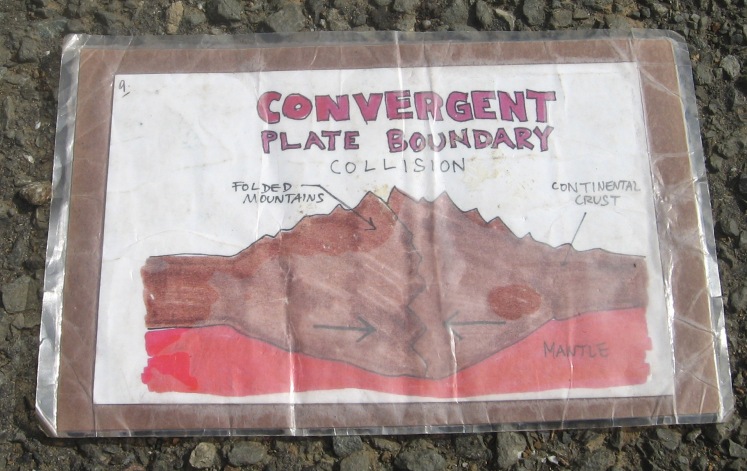 9.
CONVERGENT
PLATE BOUNDARY
COLLISION
FOLDED
MOUNTAINS
CONTINENTAL
CRUST
MANTLE